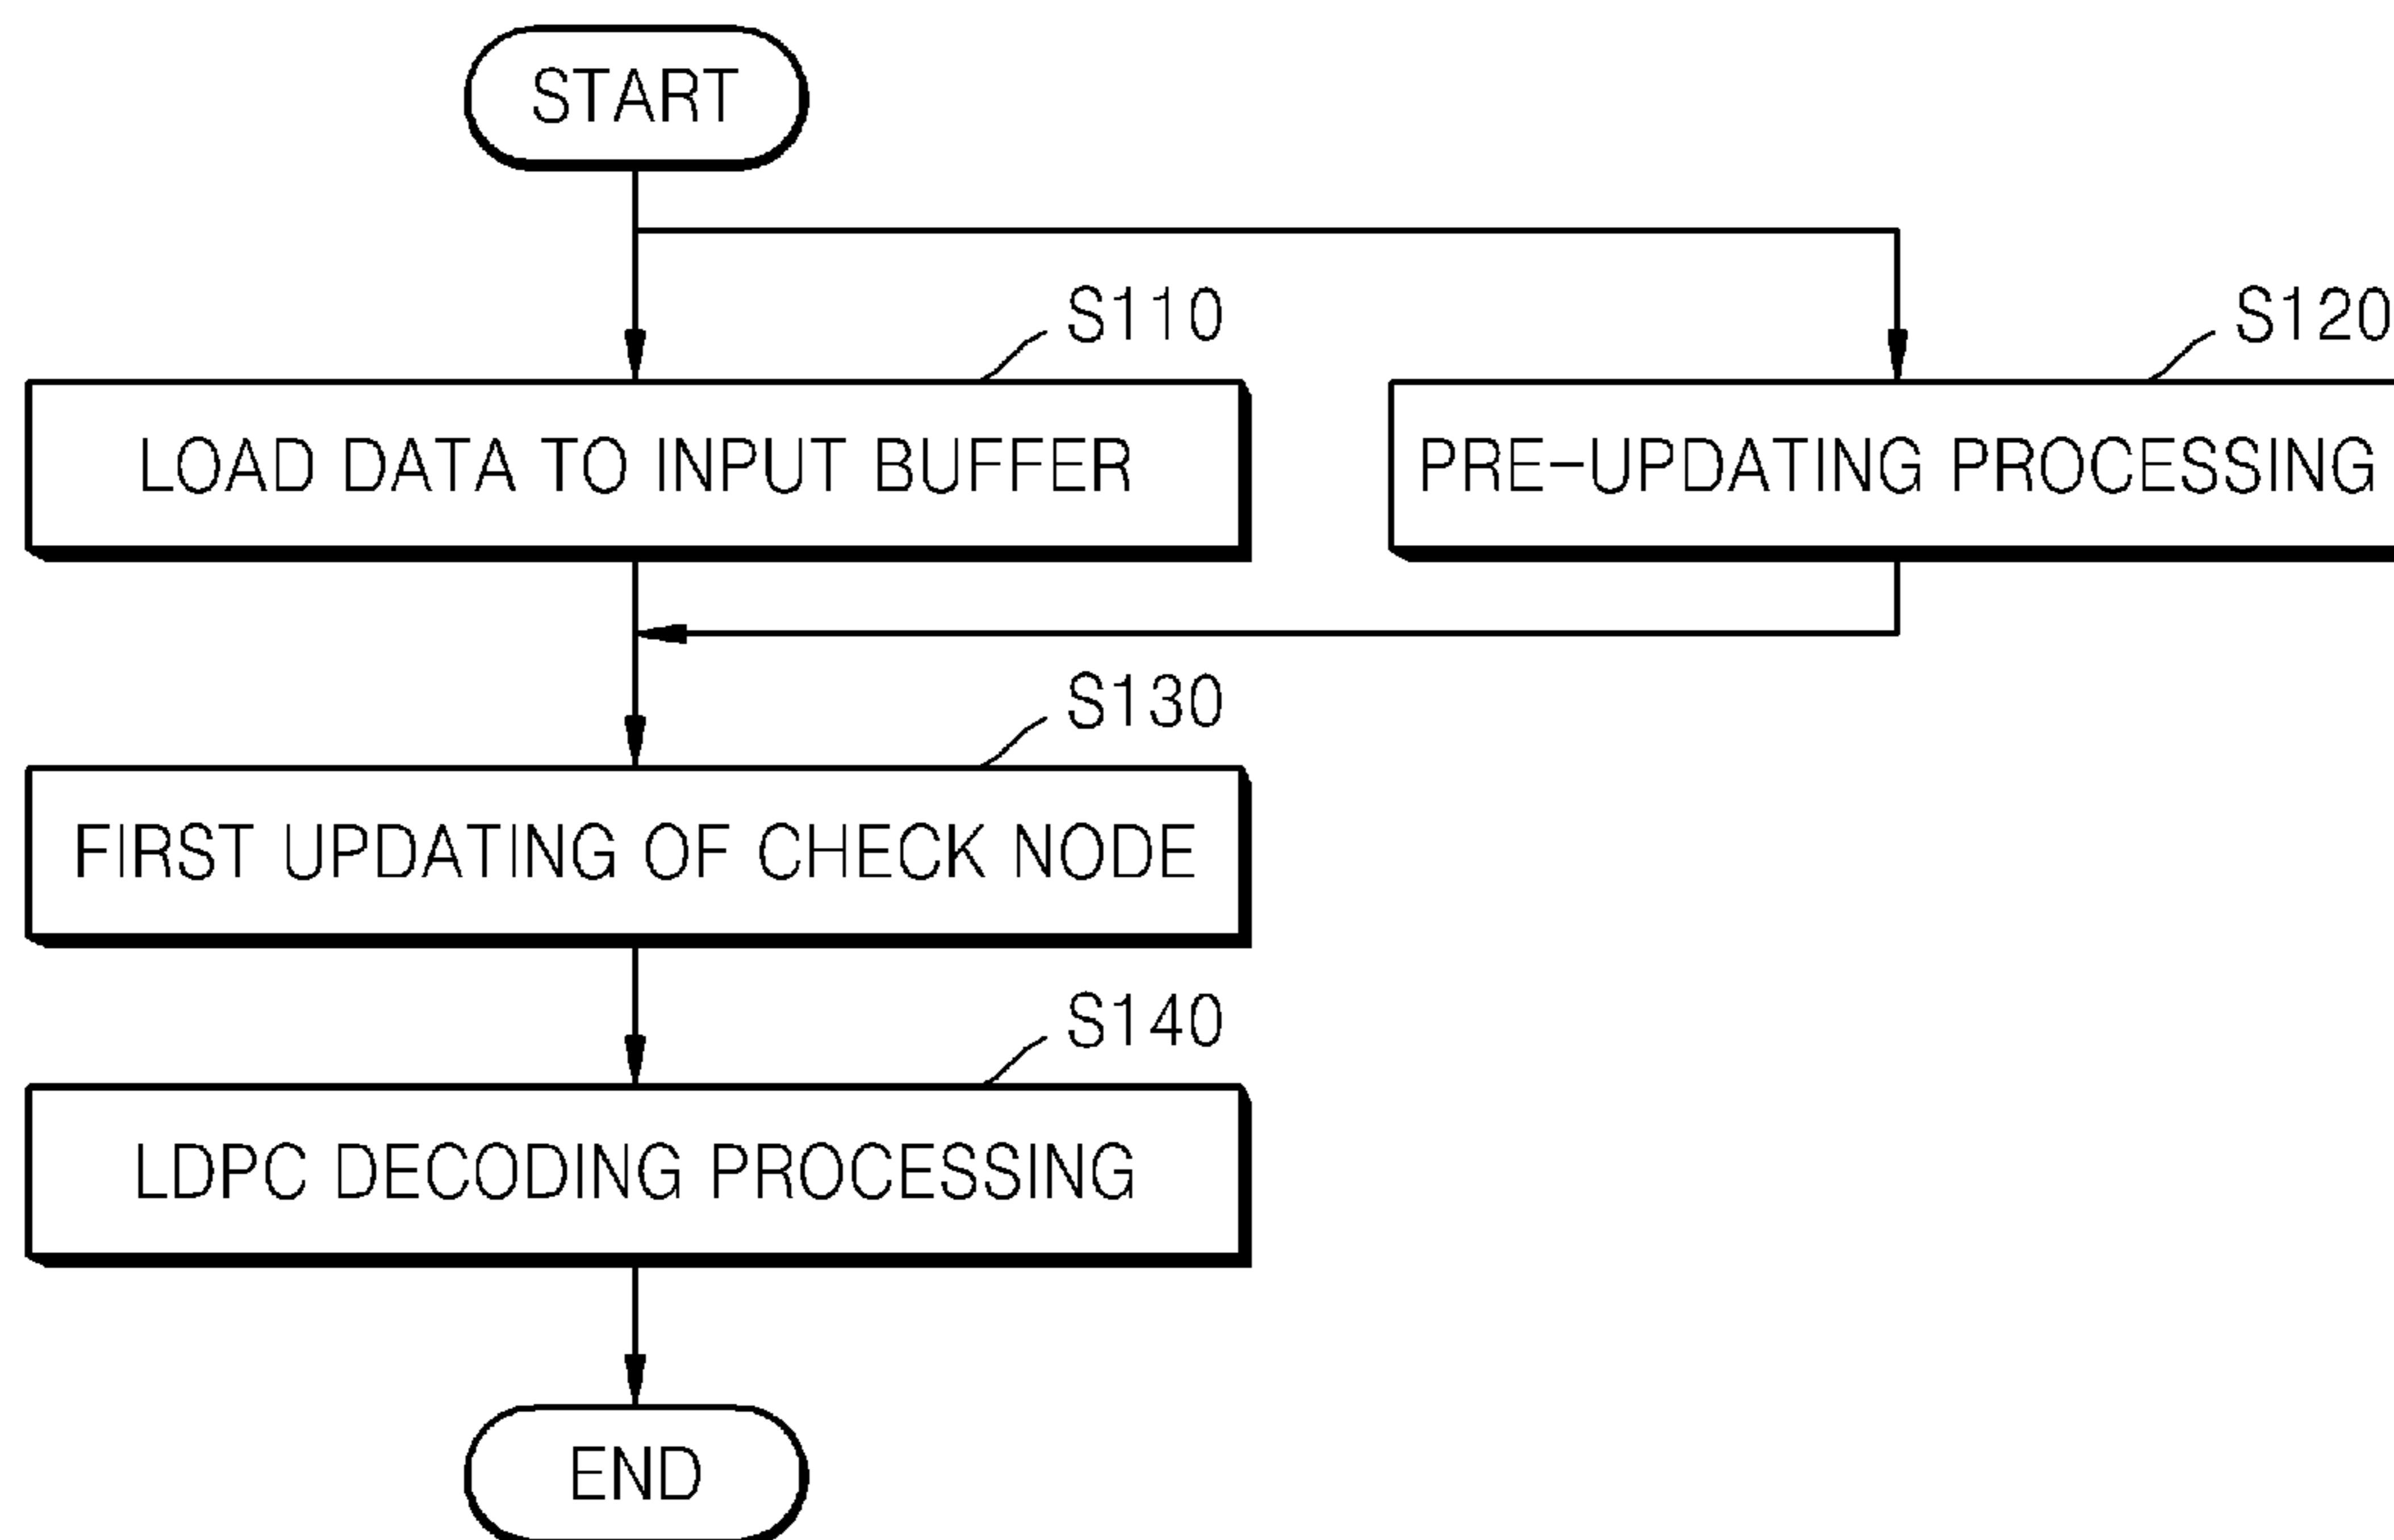 START
S110
S120
LOAD DATA TO INPUT BUFFER
PRE-UPDATING PROCESSING
S130
FIRST UPDATING OF CHECK NODE
S140
LDPC DECODING PROCESSING
END